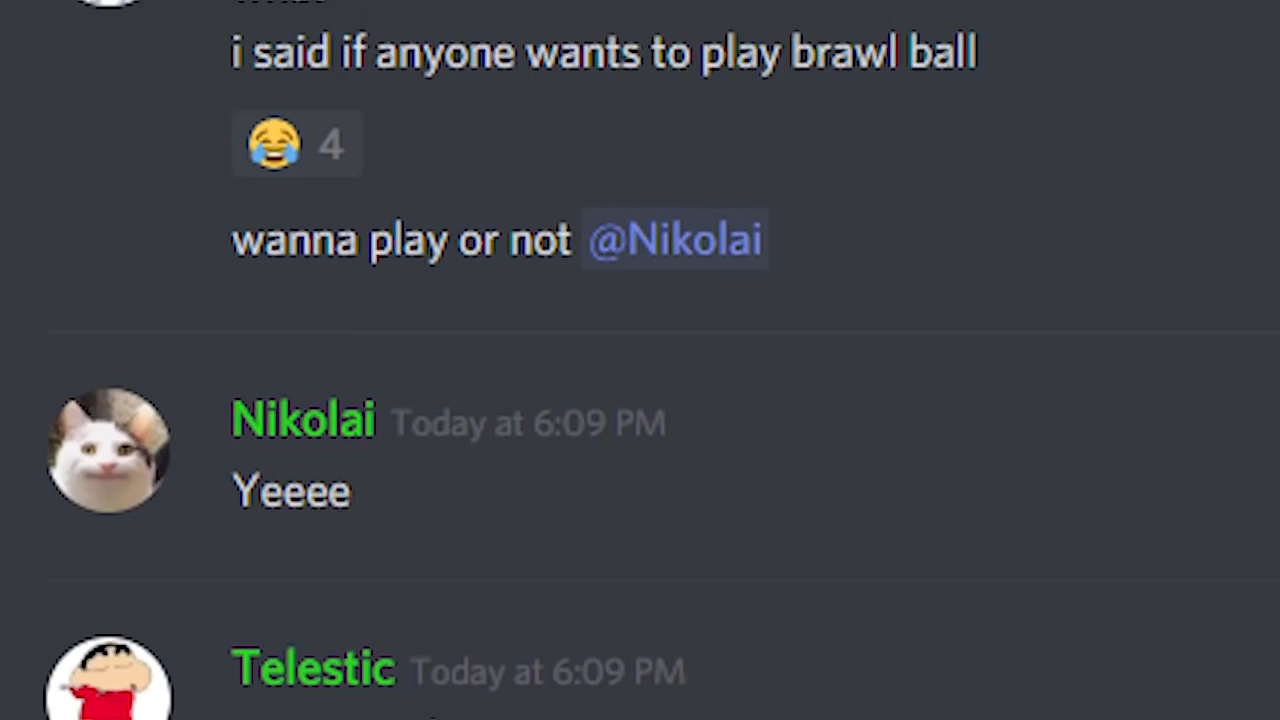 i said if anyone wants to play brawl ball
😂 4
wanna play or not @Nikolai
Nikolai Today at 6:09 PM
Yeeee
Telestic Today at 6:09 PM